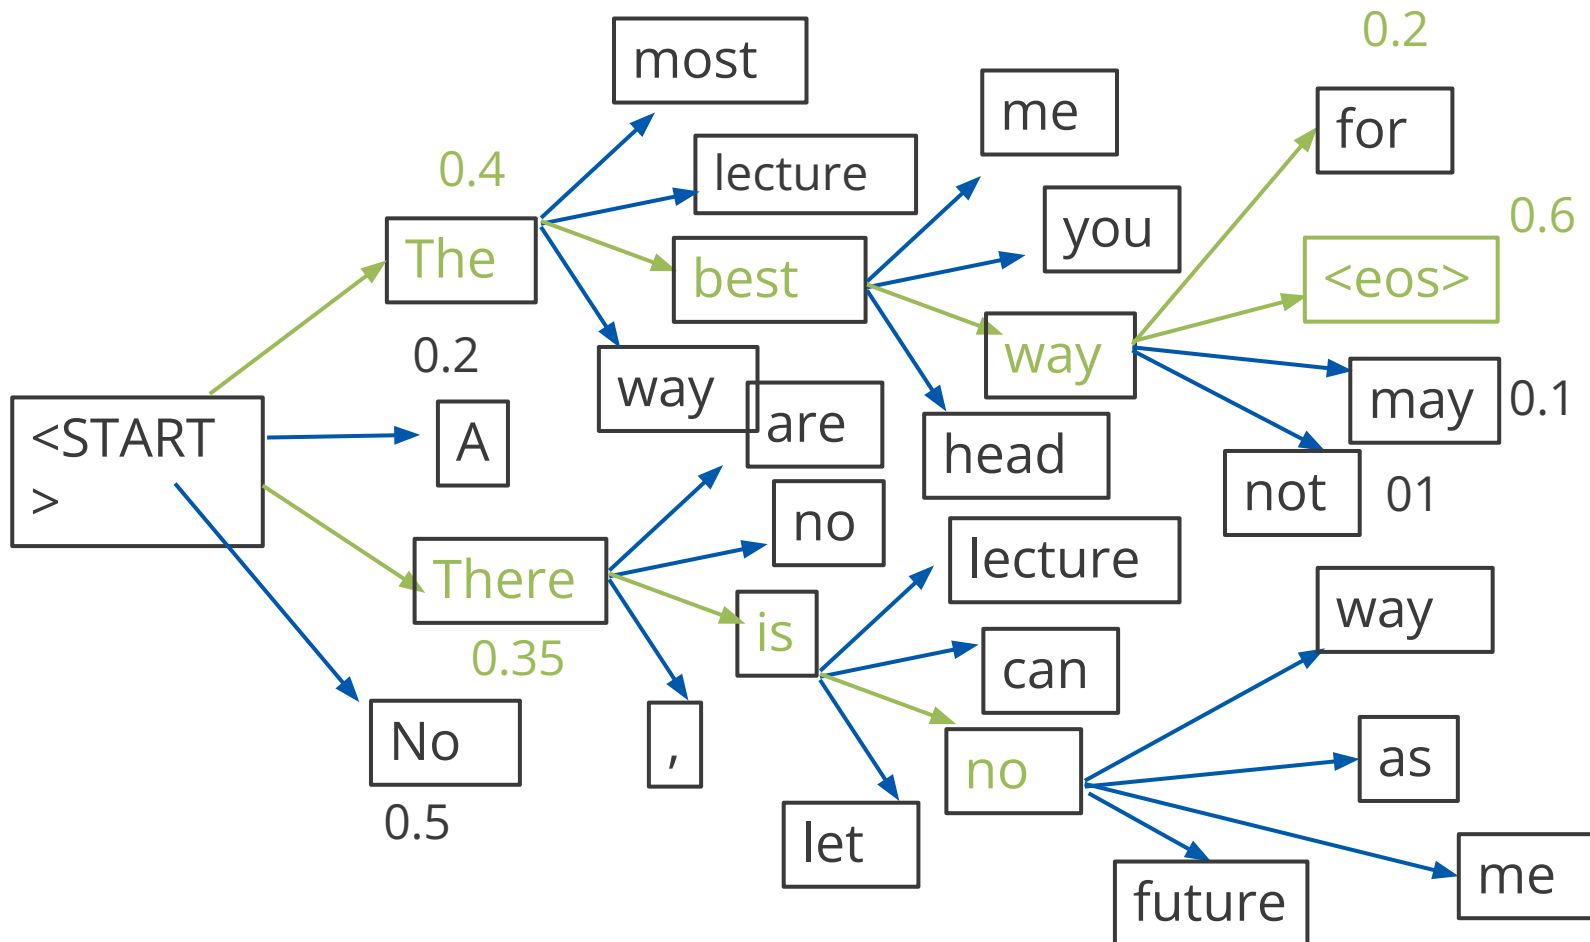 0.2
most
me
for
0.4
lecture
you
0.6
The
best
<eos>
0.2
way
way
may
0.1
<START
>
A
are
head
not
01
no
lecture
There
is
way
0.35
can
No
,
no
as
0.5
let
future
me